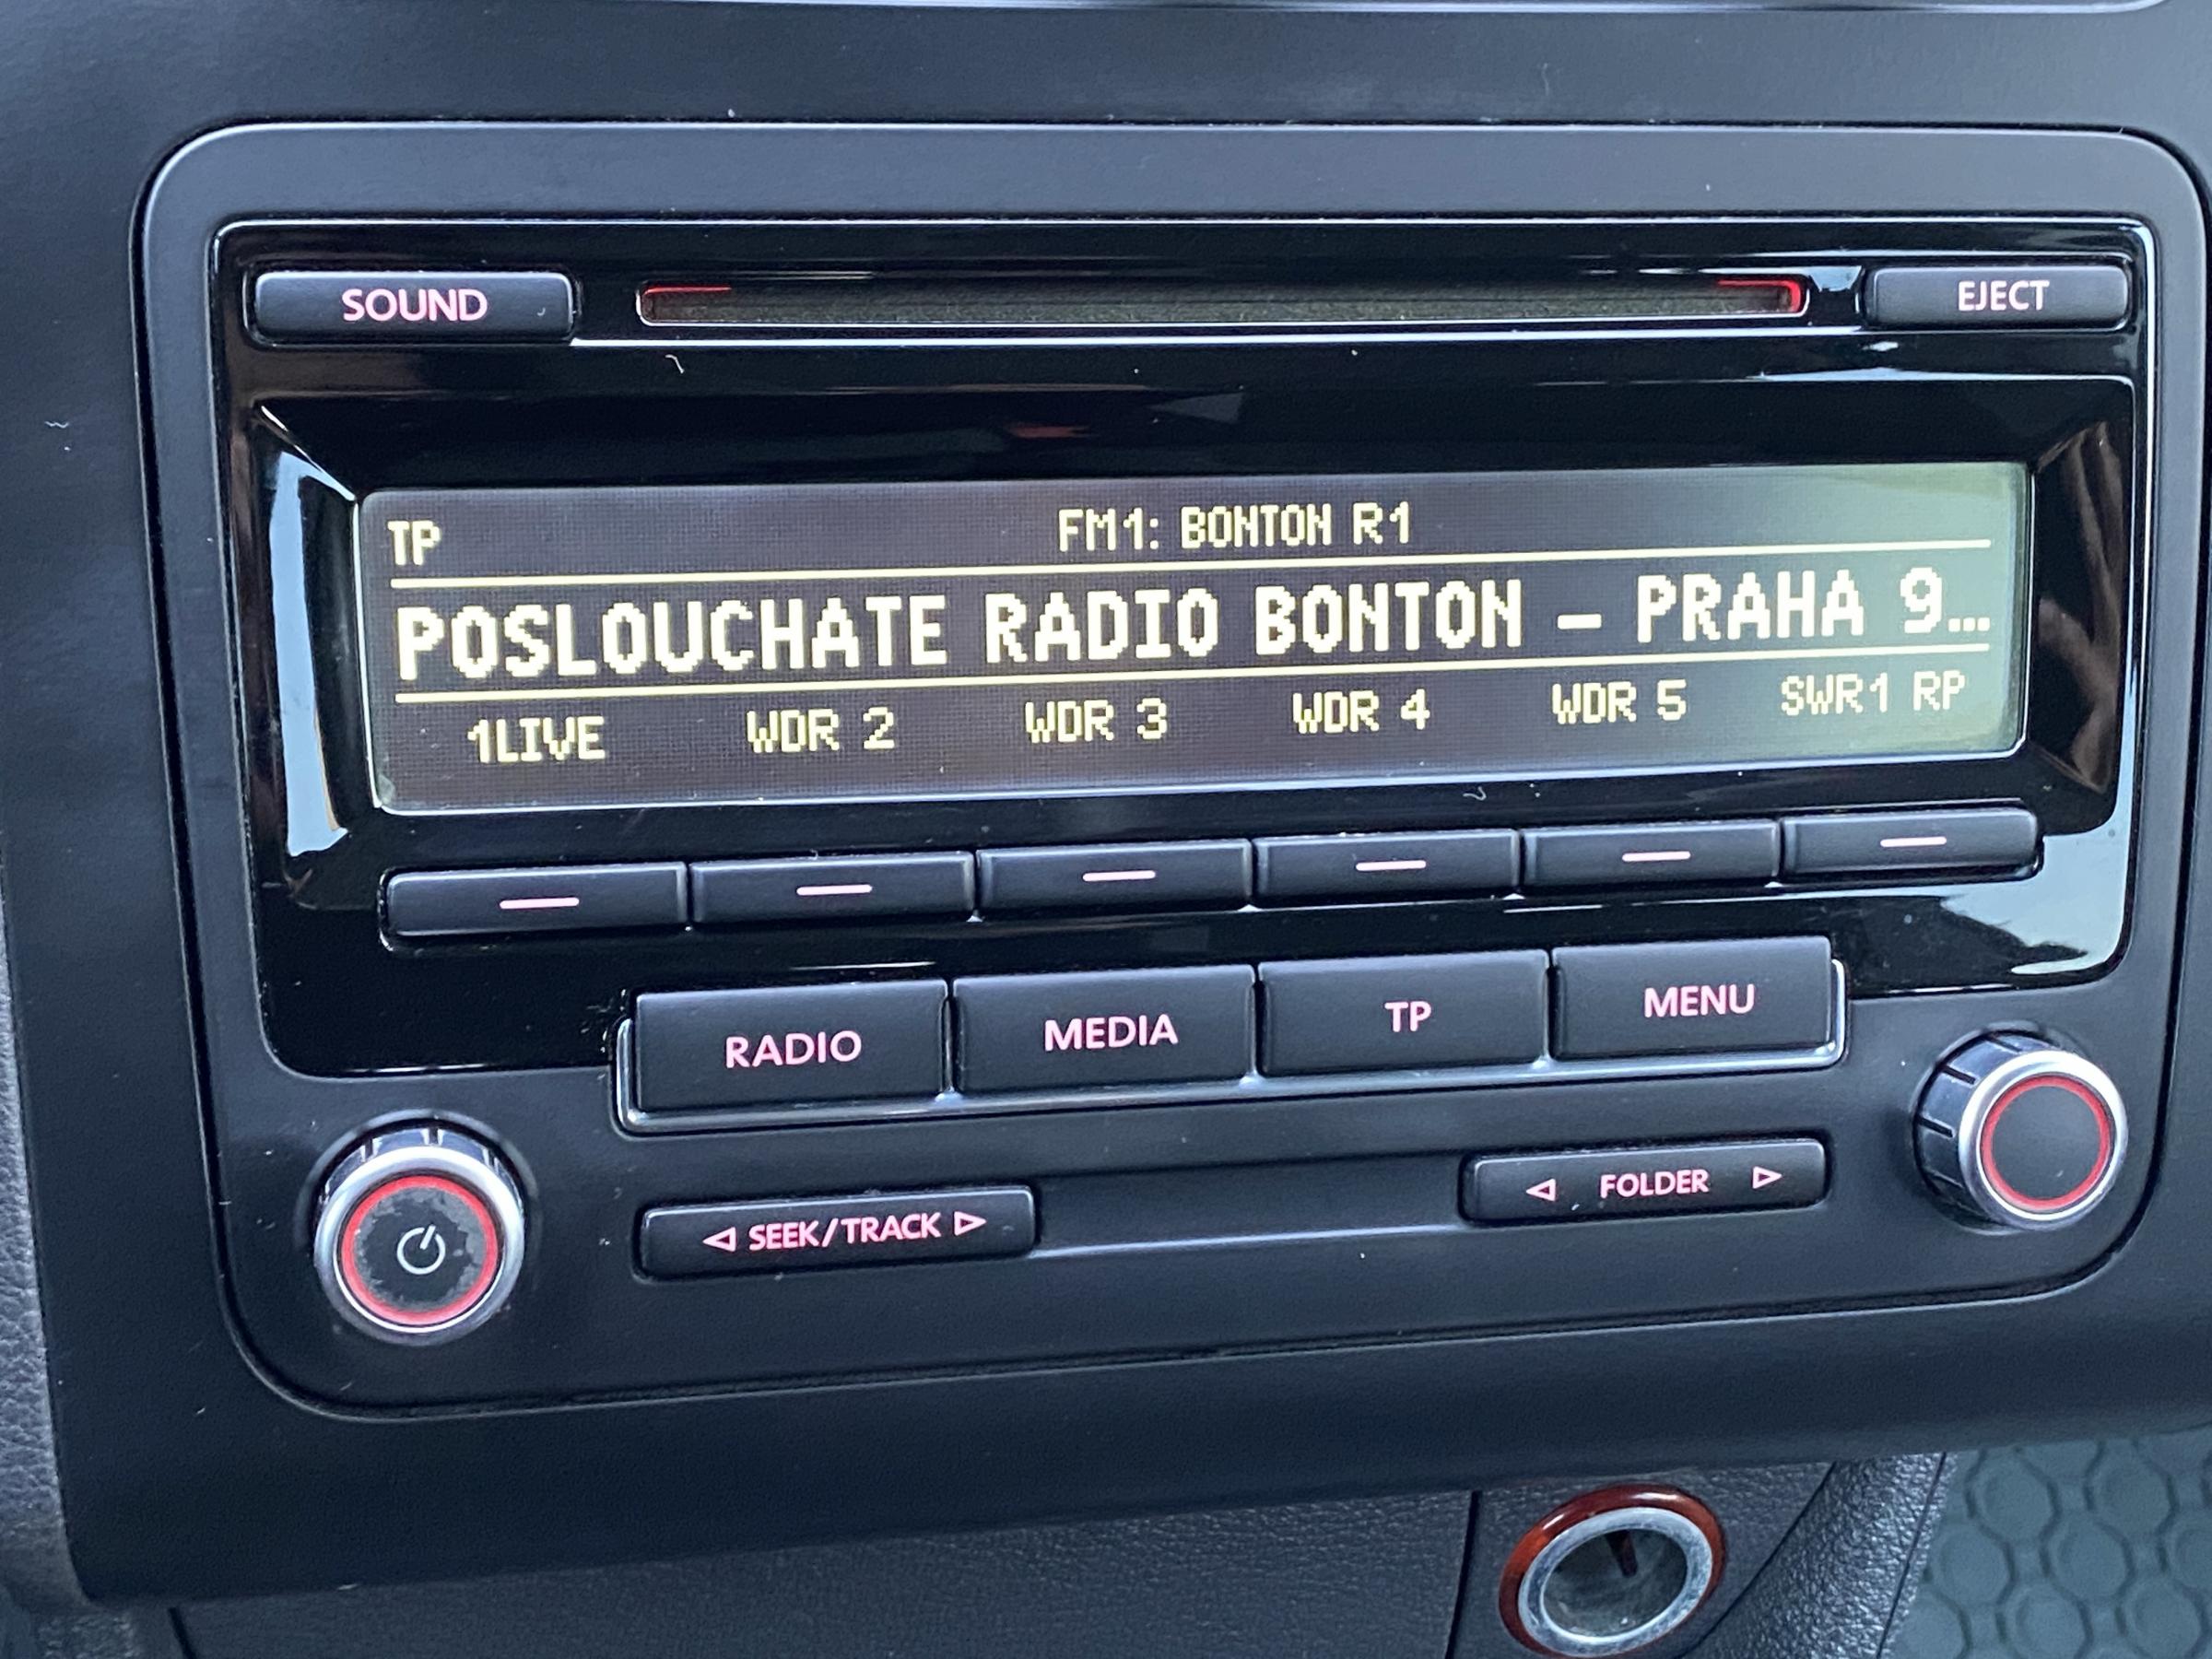 SOUND EJECT
TP FM1: BONTON R1
POSLOUCHATE RADIO BONTON - PRAHA 9...
1LIVE WDR 2 WDR 3 WDR 4 WDR 5 SWR1 RP
RADIO MEDIA TP MENU
SEEK/TRACK FOLDER